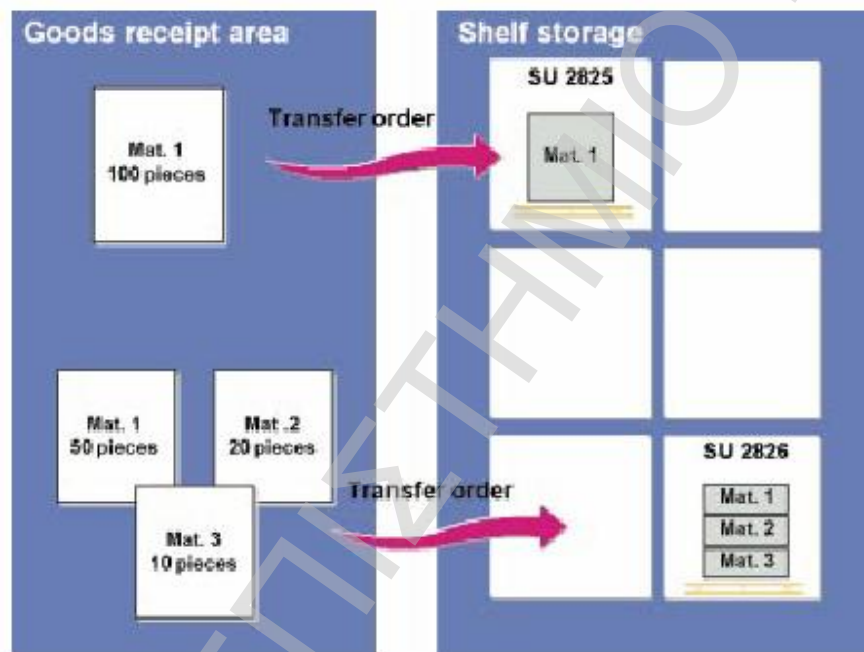 Goods receipt area
Shelf storage
SU 2825
Transfer order
Mat. 1
100 pieces
Mat. 1
Mat. 1
50 pieces
Mat .2
20 pieces
SU 2826
Transfer order
Mat. 1
Mat. 2
Mat. 3
Mat. 3
10 pieces